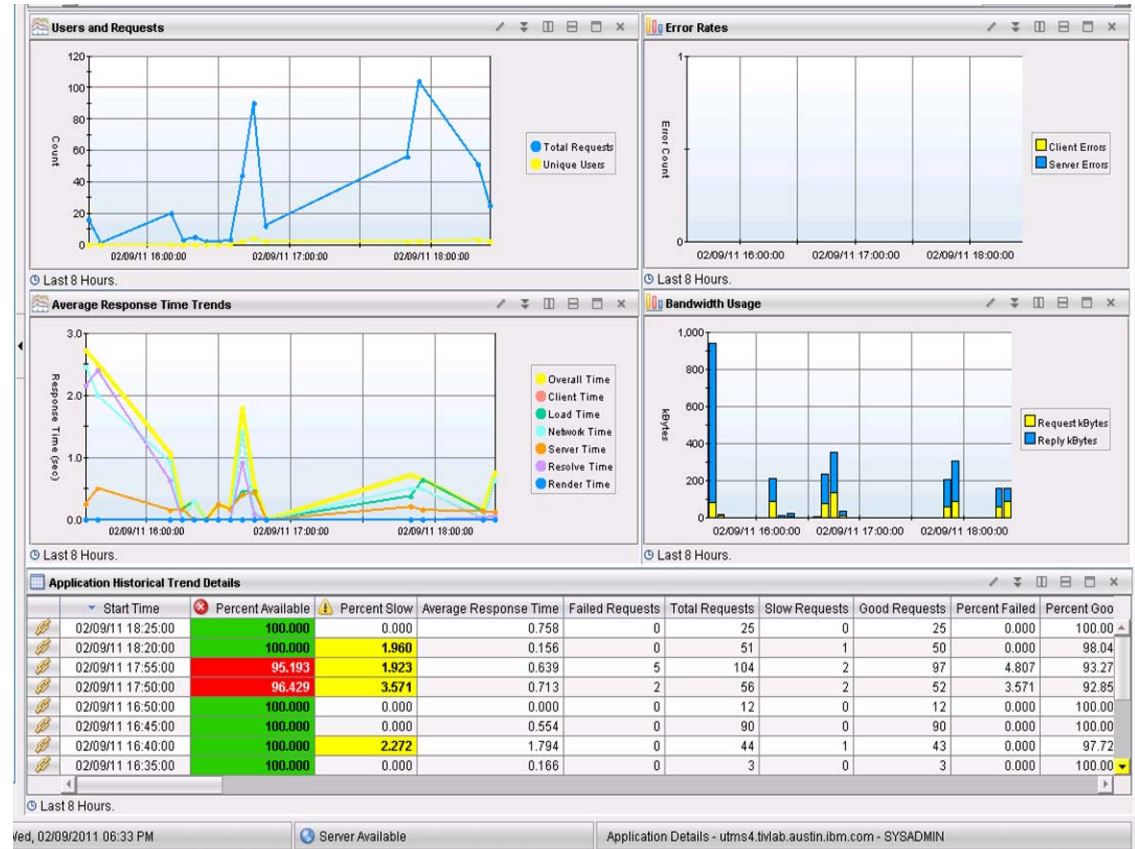 Users and Requests
120
100
80
60
40
20
0
Count
02/09/11 16:00:00 02/09/11 17:00:00 02/09/11 18:00:00
Total Requests
Unique Users
Last 8 Hours.
Error Rates
1
0
Error Count
02/09/11 16:00:00 02/09/11 17:00:00 02/09/11 18:00:00
Client Errors
Server Errors
Last 8 Hours.
Average Response Time Trends
3.0
2.0
1.0
0.0
Response Time (sec)
02/09/11 16:00:00 02/09/11 17:00:00 02/09/11 18:00:00
Overall Time
Client Time
Load Time
Network Time
Server Time
Resolve Time
Render Time
Last 8 Hours.
Bandwidth Usage
1,000
800
600
400
200
0
kBytes
02/09/11 16:00:00 02/09/11 17:00:00 02/09/11 18:00:00
Request kBytes
Reply kBytes
Last 8 Hours.
Application Historical Trend Details
Start Time Percent Available Percent Slow Average Response Time Failed Requests Total Requests Slow Requests Good Requests Percent Failed Percent Goo
02/09/11 18:25:00 100.000 0.000 0.758 0 25 0 25 0.000 100.00
02/09/11 18:20:00 100.000 1.960 0.156 0 51 1 50 0.000 98.04
02/09/11 17:55:00 95.193 1.923 0.639 5 104 2 97 4.807 93.27
02/09/11 17:50:00 96.429 3.571 0.713 2 56 2 52 3.571 92.85
02/09/11 16:50:00 100.000 0.000 0.000 0 12 0 12 0.000 100.00
02/09/11 16:45:00 100.000 0.000 0.554 0 90 0 90 0.000 100.00
02/09/11 16:40:00 100.000 2.272 1.794 0 44 1 43 0.000 97.72
02/09/11 16:35:00 100.000 0.000 0.166 0 3 0 3 0.000 100.00
Last 8 Hours.
Wed, 02/09/2011 06:33 PM Server Available Application Details - utms4.tivlab.austin.ibm.com - SYSADMIN